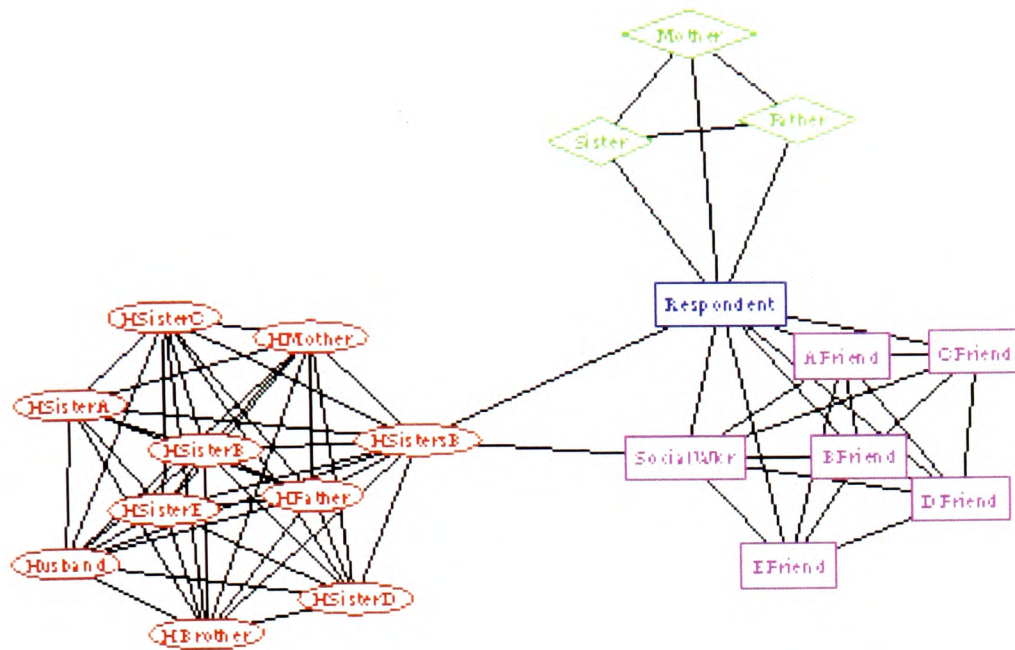 Mother
Father
Sister
Respondent
HSisterC
HMother
AFriend
CFriend
HSisterA
HSisterB
HSistersB
SocialWkr
BFriend
HFather
HSisterE
DFriend
Husband
EFriend
HSisterD
HBrother